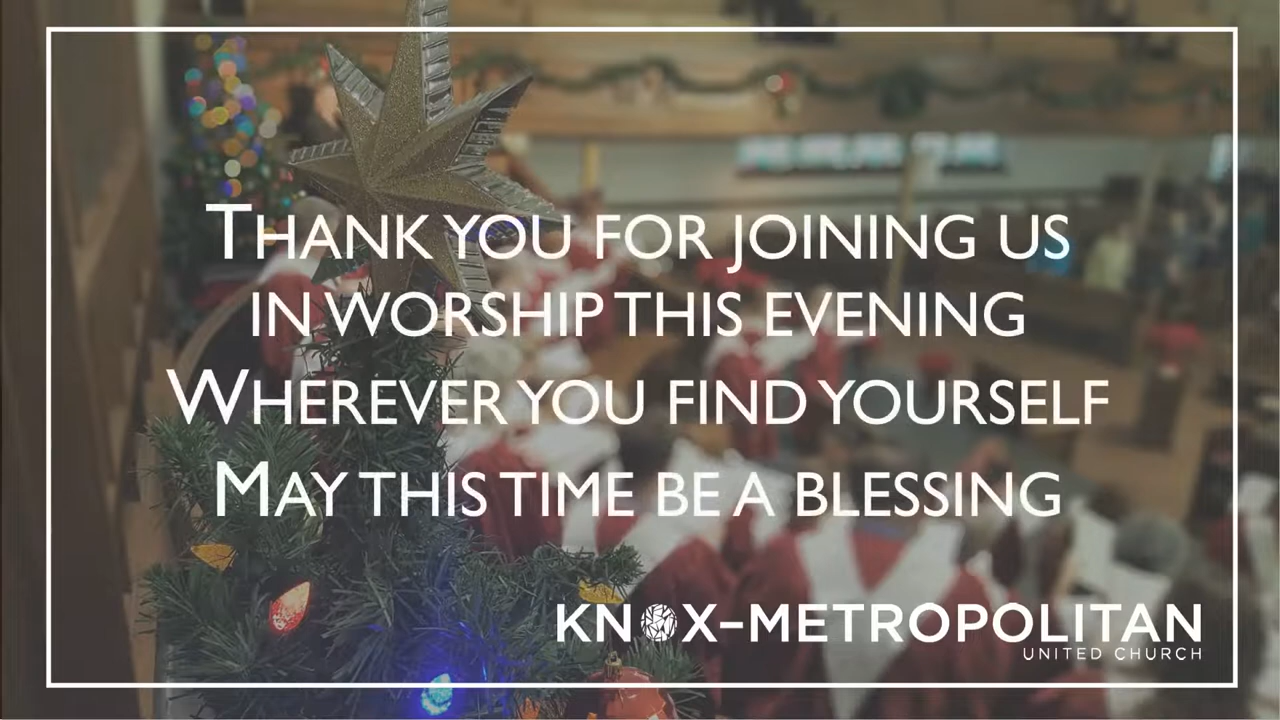 THANK YOU FOR JOINING US
IN WORSHIP THIS EVENING
WHEREVER YOU FIND YOURSELF
MAY THIS TIME BE A BLESSING
KNOX-METROPOLITAN
UNITED CHURCH